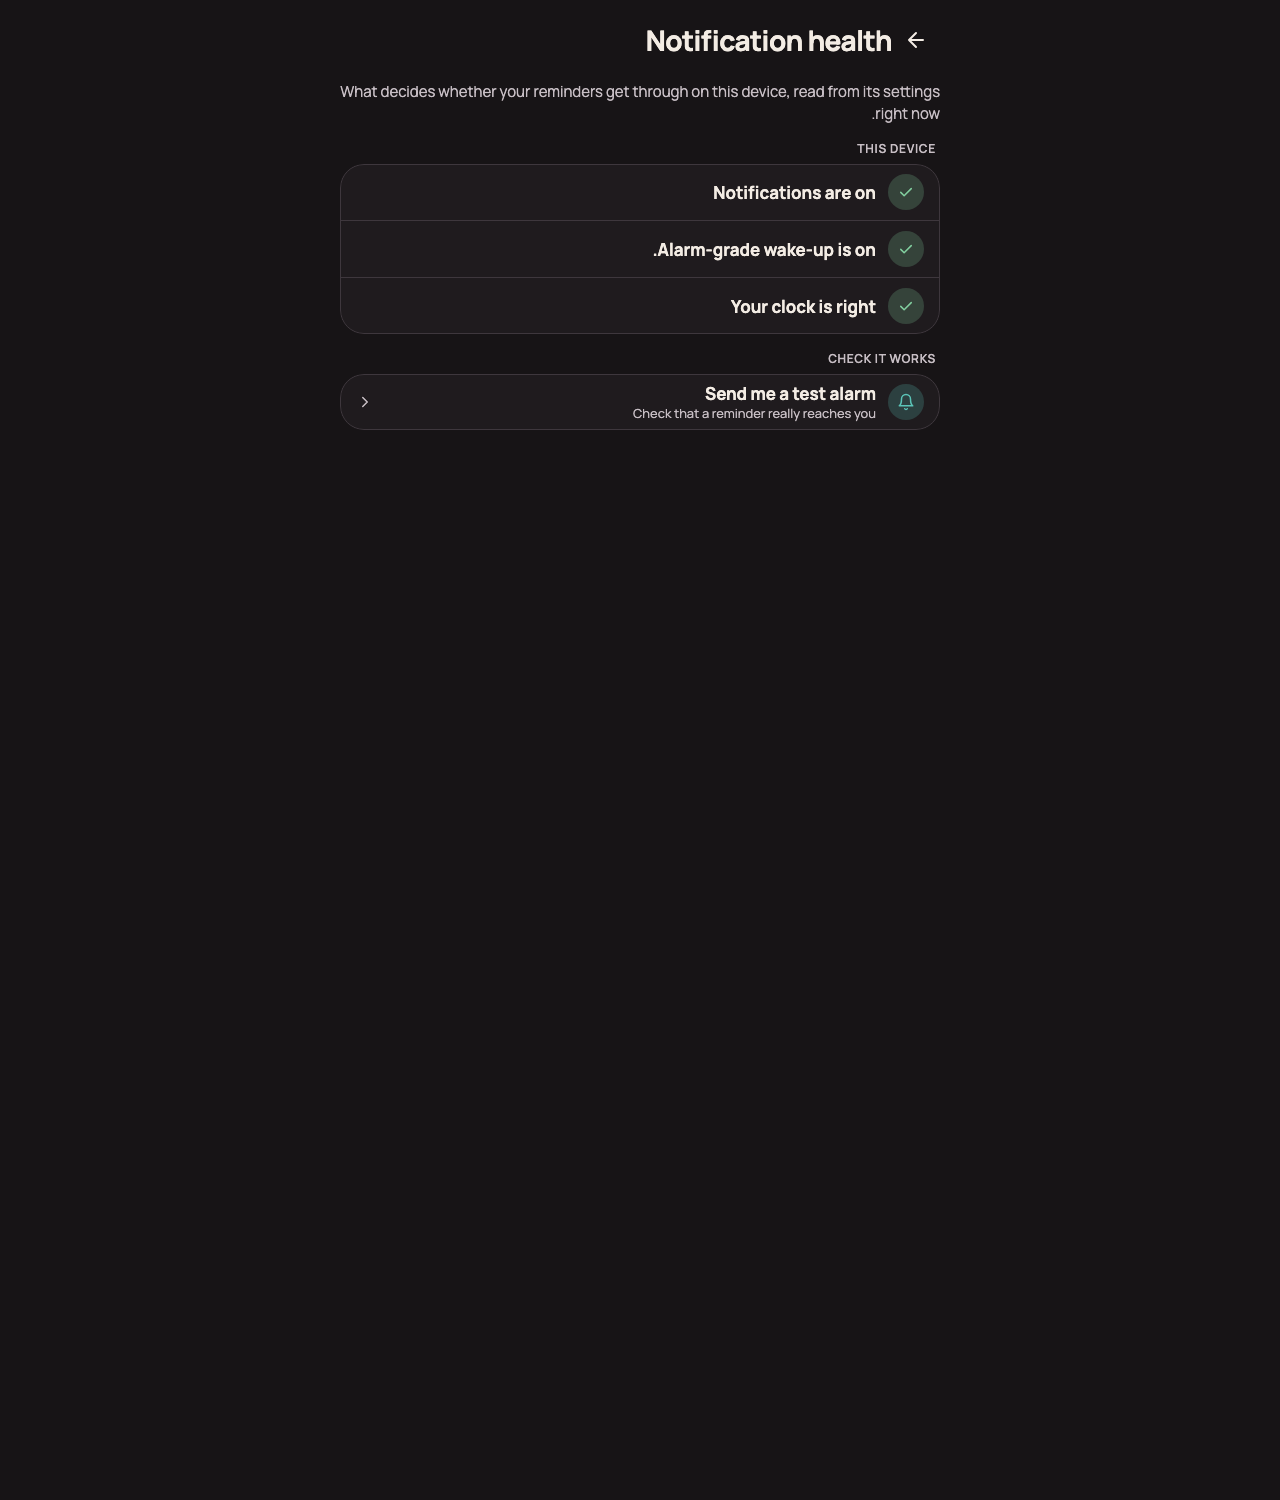 Notification health
What decides whether your reminders get through on this device, read from its settings
.right now
THIS DEVICE
Notifications are on
.Alarm-grade wake-up is on
Your clock is right
CHECK IT WORKS
Send me a test alarm
Check that a reminder really reaches you